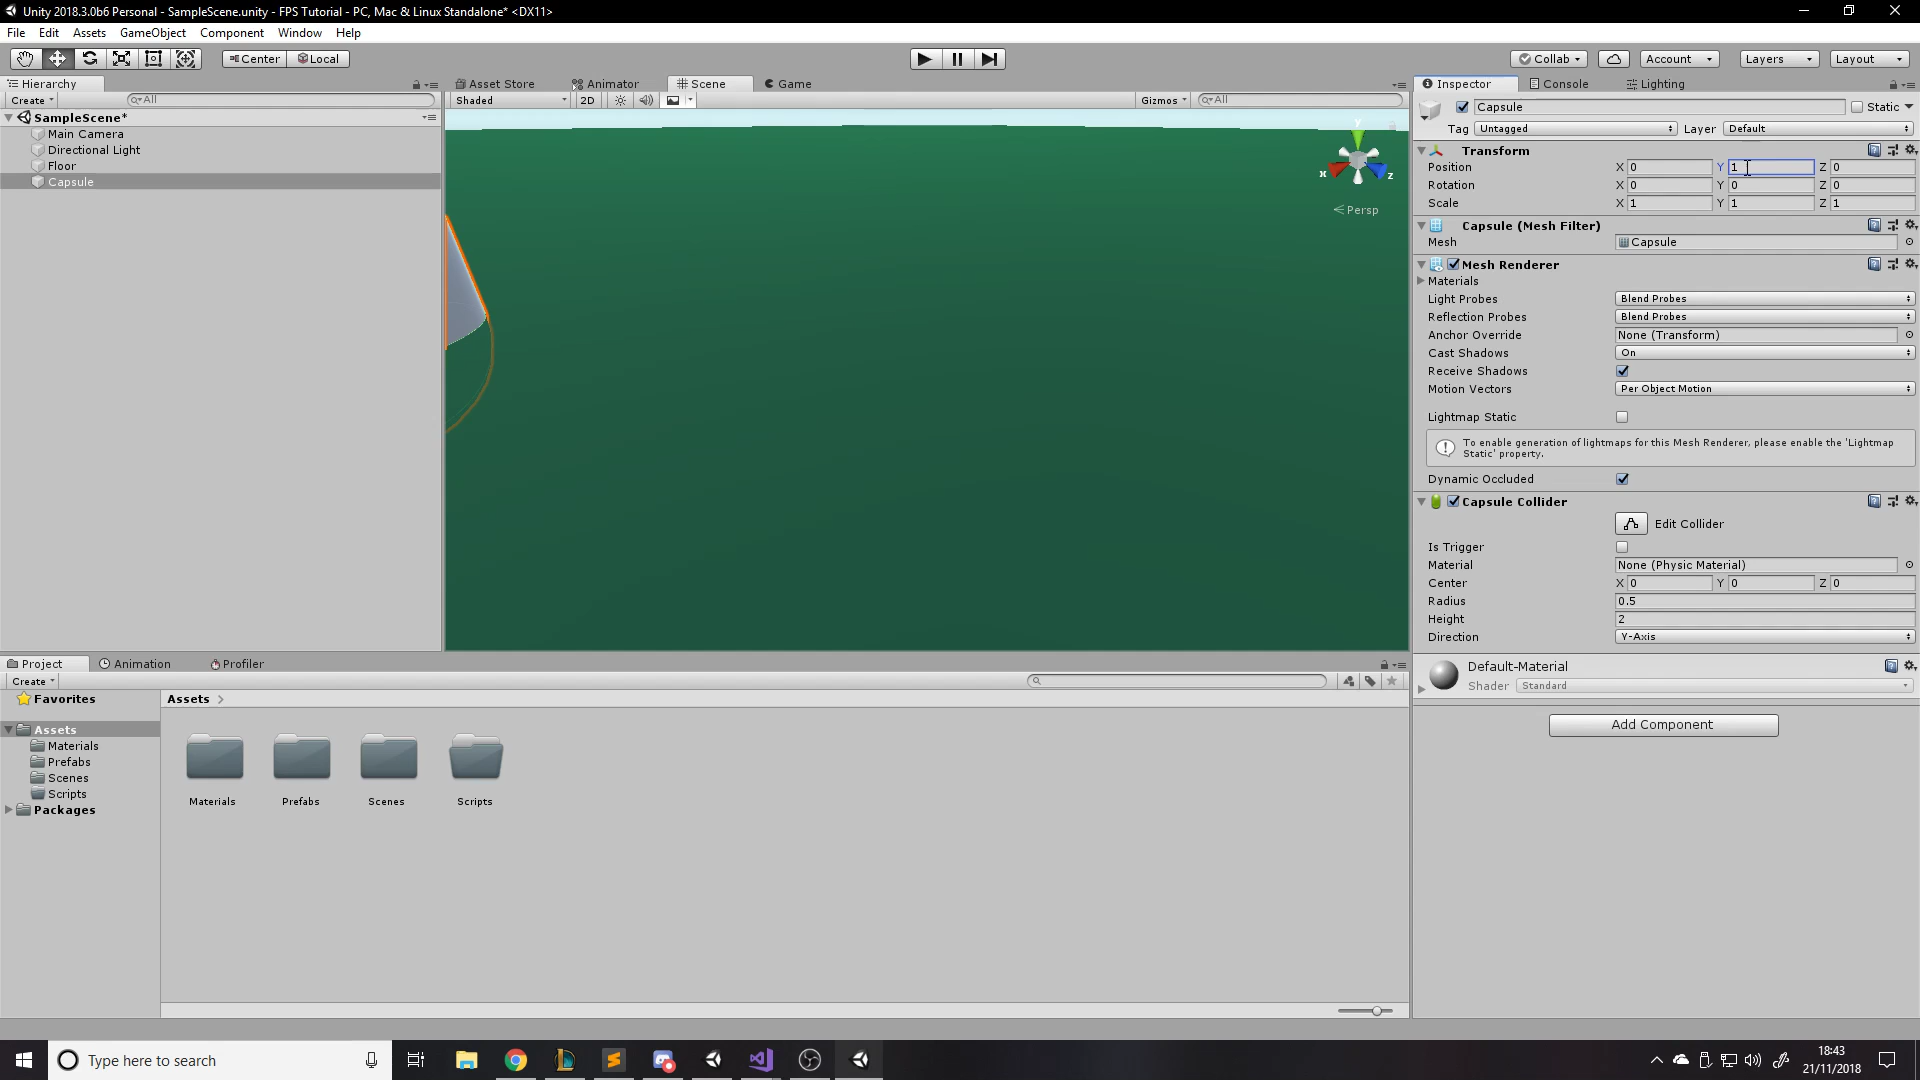 Unity 2018.3.0b6 Personal - SampleScene.unity - FPS Tutorial - PC, Mac & Linux Standalone* <DX11>
File Edit Assets GameObject Component Window Help
Center Local
Collab Account Layers Layout
Hierarchy
Create All
SampleScene*
Main Camera
Directional Light
Floor
Capsule
Asset Store Animator Scene Game
Shaded 2D Gizmos All
y
x z
Persp
Inspector Console Lighting
Capsule Static
Tag Untagged Layer Default
Transform
Position X 0 Y 1 Z 0
Rotation X 0 Y 0 Z 0
Scale X 1 Y 1 Z 1
Capsule (Mesh Filter)
Mesh Capsule
Mesh Renderer
Materials
Light Probes Blend Probes
Reflection Probes Blend Probes
Anchor Override None (Transform)
Cast Shadows On
Receive Shadows
Motion Vectors Per Object Motion
Lightmap Static
To enable generation of lightmaps for this Mesh Renderer, please enable the 'Lightmap
Static' property.
Dynamic Occluded
Capsule Collider
Edit Collider
Is Trigger
Material None (Physic Material)
Center X 0 Y 0 Z 0
Radius 0.5
Height 2
Direction Y-Axis
Default-Material
Shader Standard
Add Component
Project Animation Profiler
Create
Favorites
Assets
Materials
Prefabs
Scenes
Scripts
Packages
Assets
Materials Prefabs Scenes Scripts
Type here to search
18:43
21/11/2018